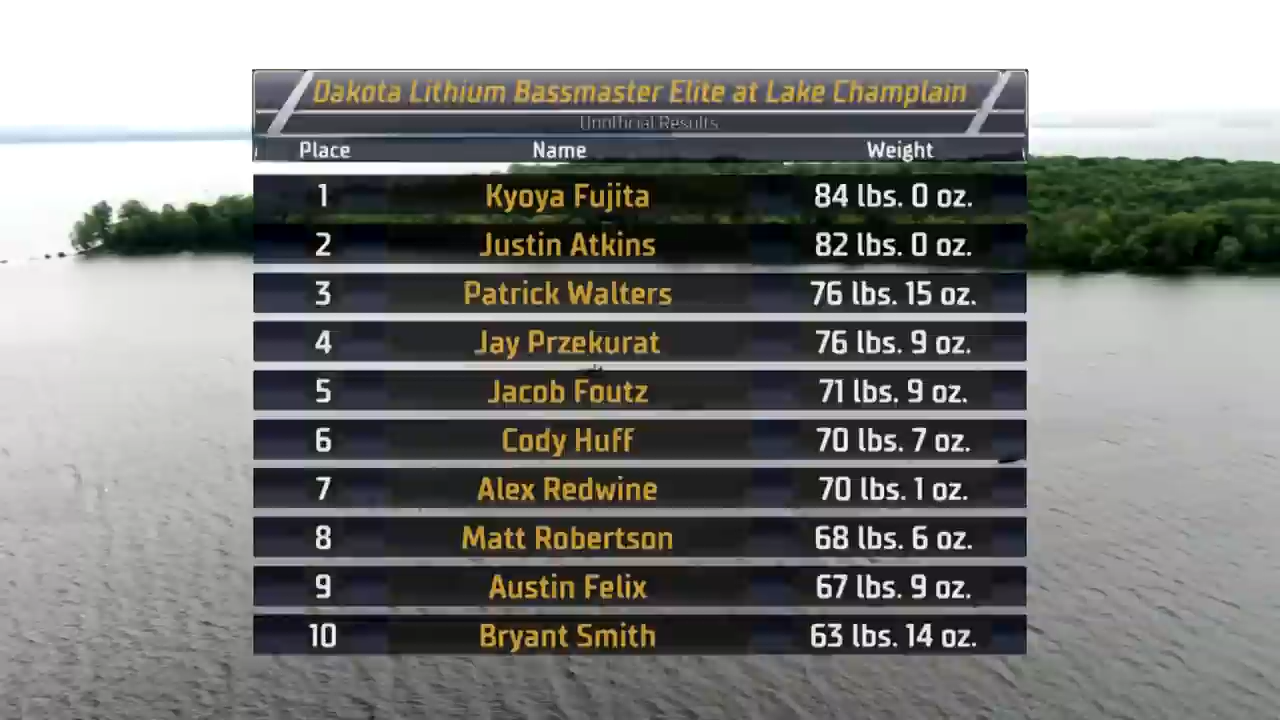 Dakota Lithium Bassmaster Elite at Lake Champlain
Unofficial Results
Place Name Weight
1 Kyoya Fujita 84 lbs. 0 oz.
2 Justin Atkins 82 lbs. 0 oz.
3 Patrick Walters 76 lbs. 15 oz.
4 Jay Przekurat 76 lbs. 9 oz.
5 Jacob Foutz 71 lbs. 9 oz.
6 Cody Huff 70 lbs. 7 oz.
7 Alex Redwine 70 lbs. 1 oz.
8 Matt Robertson 68 lbs. 6 oz.
9 Austin Felix 67 lbs. 9 oz.
10 Bryant Smith 63 lbs. 14 oz.